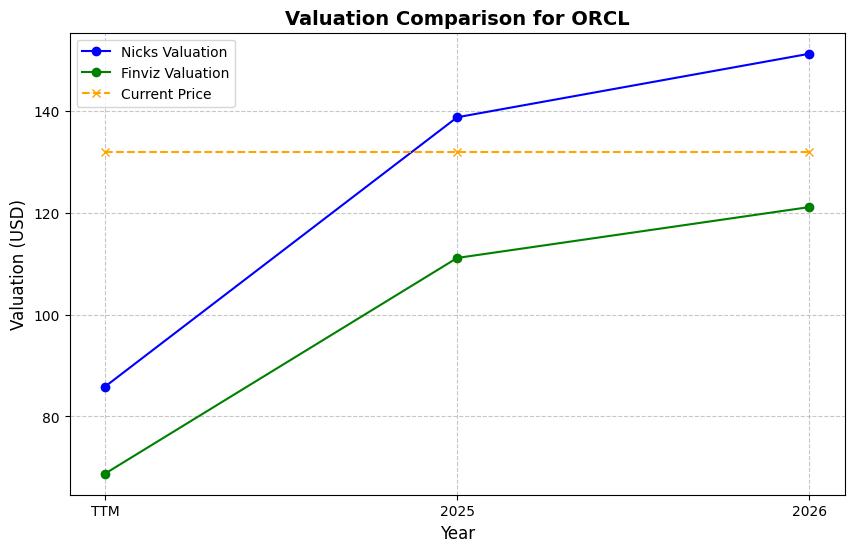 Valuation Comparison for ORCL
Nicks Valuation
Finviz Valuation
Current Price
Valuation (USD)
140
120
100
80
TTM
2025
2026
Year